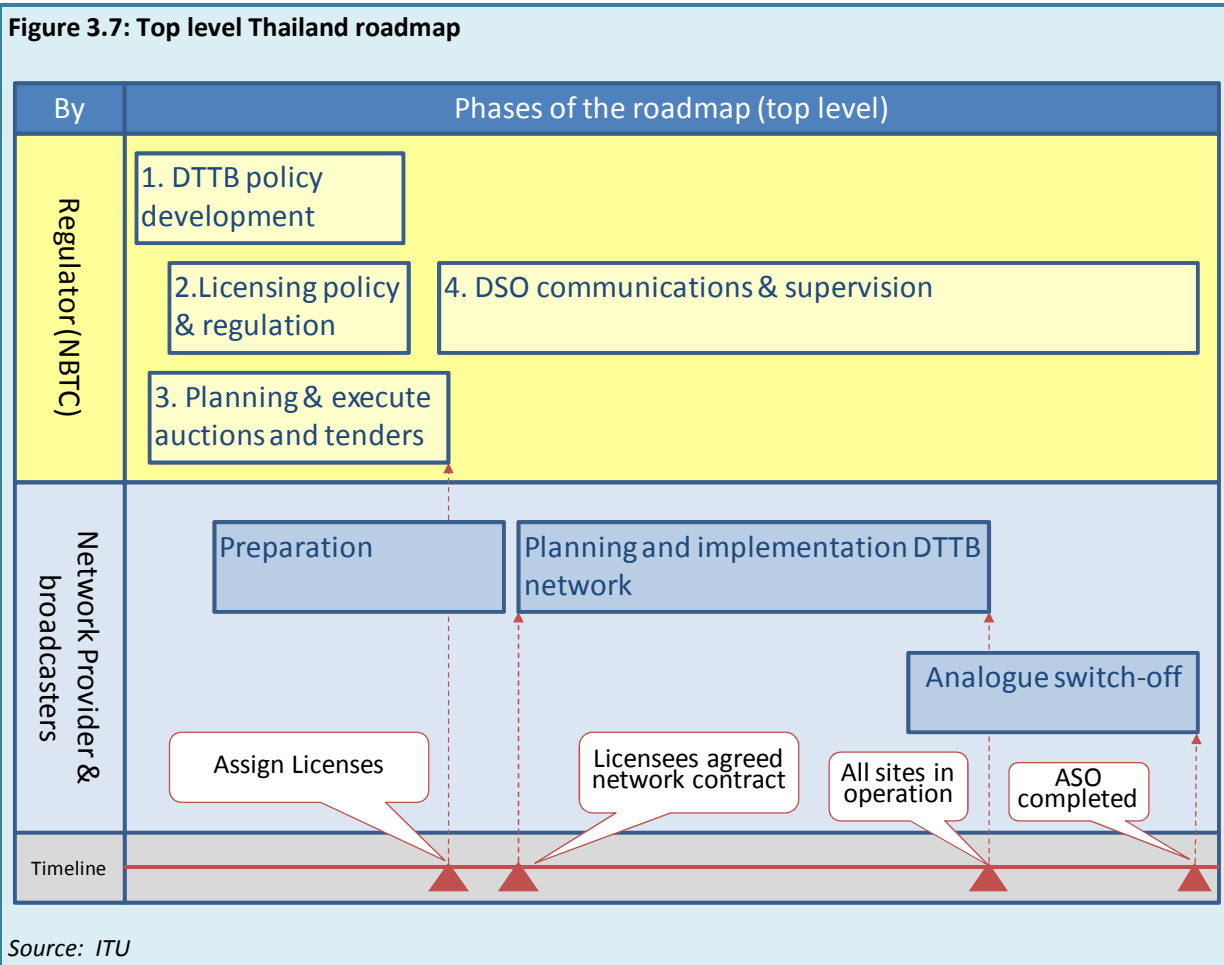 Figure 3.7: Top level Thailand roadmap
By
Phases of the roadmap (top level)
Regulator (NBTC)
1. DTTB policy
development
2.Licensing policy
& regulation
4. DSO communications & supervision
3. Planning & execute
auctions and tenders
Network Provider &
broadcasters
Preparation
Planning and implementation DTTB
network
Analogue switch-off
Assign Licenses
Licensees agreed
network contract
All sites in
operation
ASO
completed
Timeline
Source: ITU